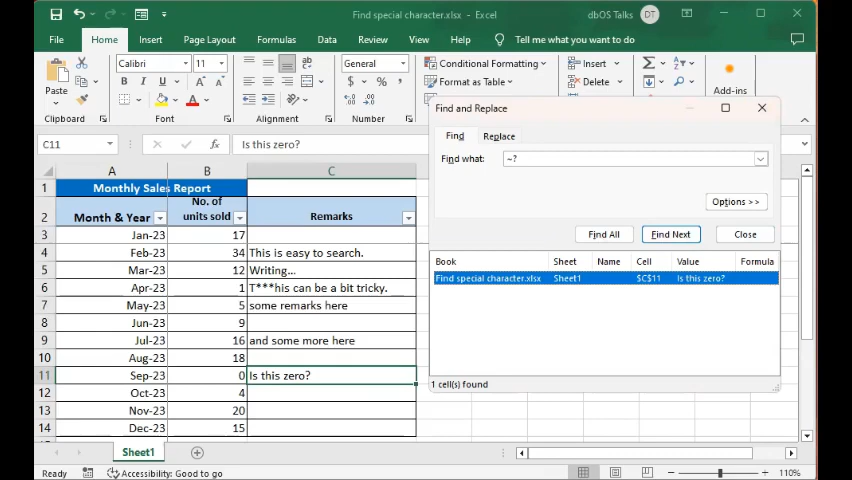 Find special character.xlsx - Excel
dbOS Talks
DT
File
Home
Insert
Page Layout
Formulas
Data
Review
View
Help
Tell me what you want to do
Paste
Calibri
11
B I U
A A
General
$ % ,
Conditional Formatting
Format as Table
Insert
Delete
Add-ins
Clipboard
Font
Alignment
Number
C11
fx
Is this zero?
A B C
1 Monthly Sales Report
2 Month & Year
No. of
units sold
Remarks
3 Jan-23 17
4 Feb-23 34 This is easy to search.
5 Mar-23 12 Writing...
6 Apr-23 1 T***his can be a bit tricky.
7 May-23 5 some remarks here
8 Jun-23 9
9 Jul-23 16 and some more here
10 Aug-23 18
11 Sep-23 0 Is this zero?
12 Oct-23 4
13 Nov-23 20
14 Dec-23 15
Find and Replace
Find
Replace
Find what:
~?
Options >>
Find All
Find Next
Close
Book Sheet Name Cell Value Formula
Find special character.xlsx Sheet1 $C$11 Is this zero?
1 cell(s) found
Sheet1
Ready
Accessibility: Good to go
110%